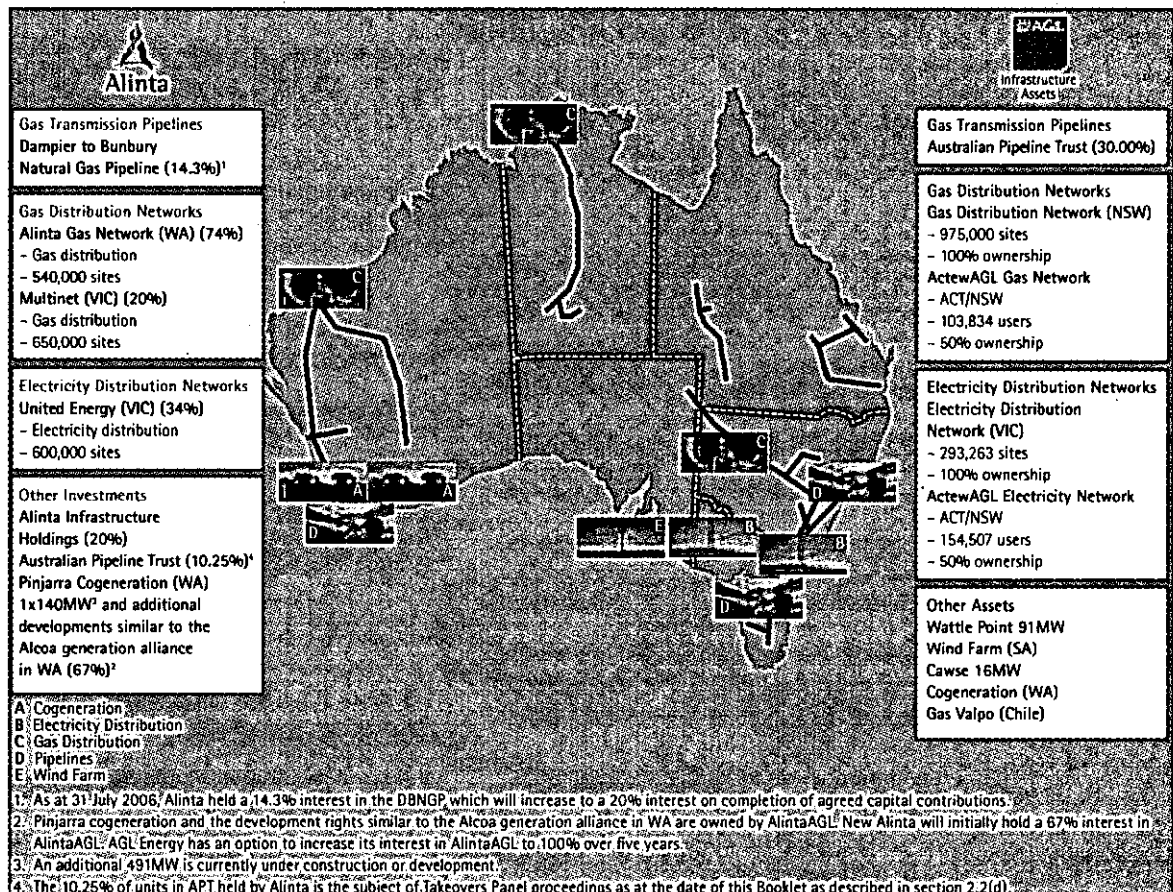 Alinta
Gas Transmission Pipelines
Dampier to Bunbury
Natural Gas Pipeline (14.3%)¹
Gas Distribution Networks
Alinta Gas Network (WA) (74%)
- Gas distribution
- 540,000 sites
Multinet (VIC) (20%)
- Gas distribution
- 650,000 sites
Electricity Distribution Networks
United Energy (VIC) (34%)
- Electricity distribution
- 600,000 sites
Other Investments
Alinta Infrastructure
Holdings (20%)
Australian Pipeline Trust (10.25%)⁴
Pinjarra Cogeneration (WA)
1x140MW³ and additional
developments similar to the
Alcoa generation alliance
in WA (67%)²
C
C
C
A
A
D
D
E
B
B
D
AGL
Infrastructure
Assets
Gas Transmission Pipelines
Australian Pipeline Trust (30.00%)
Gas Distribution Networks
Gas Distribution Network (NSW)
- 975,000 sites
- 100% ownership
ActewAGL Gas Network
- ACT/NSW
- 103,834 users
- 50% ownership
Electricity Distribution Networks
Electricity Distribution
Network (VIC)
- 293,263 sites
- 100% ownership
ActewAGL Electricity Network
- ACT/NSW
- 154,507 users
- 50% ownership
Other Assets
Wattle Point 91MW
Wind Farm (SA)
Cawse 16MW
Cogeneration (WA)
Gas Valpo (Chile)
A Cogeneration
B Electricity Distribution
C Gas Distribution
D Pipelines
E Wind Farm
1. As at 31 July 2006, Alinta held a 14.3% interest in the DBNGP which will increase to a 20% interest on completion of agreed capital contributions.
2. Pinjarra cogeneration and the development rights similar to the Alcoa generation alliance in WA are owned by AlintaAGL. New Alinta will initially hold a 67% interest in
AlintaAGL. AGL Energy has an option to increase its interest in AlintaAGL to 100% over five years.
3. An additional 491MW is currently under construction or development.
4. The 10.25% of units in APT held by Alinta is the subject of Takeovers Panel proceedings as at the date of this Booklet as described in section 2.2(d).